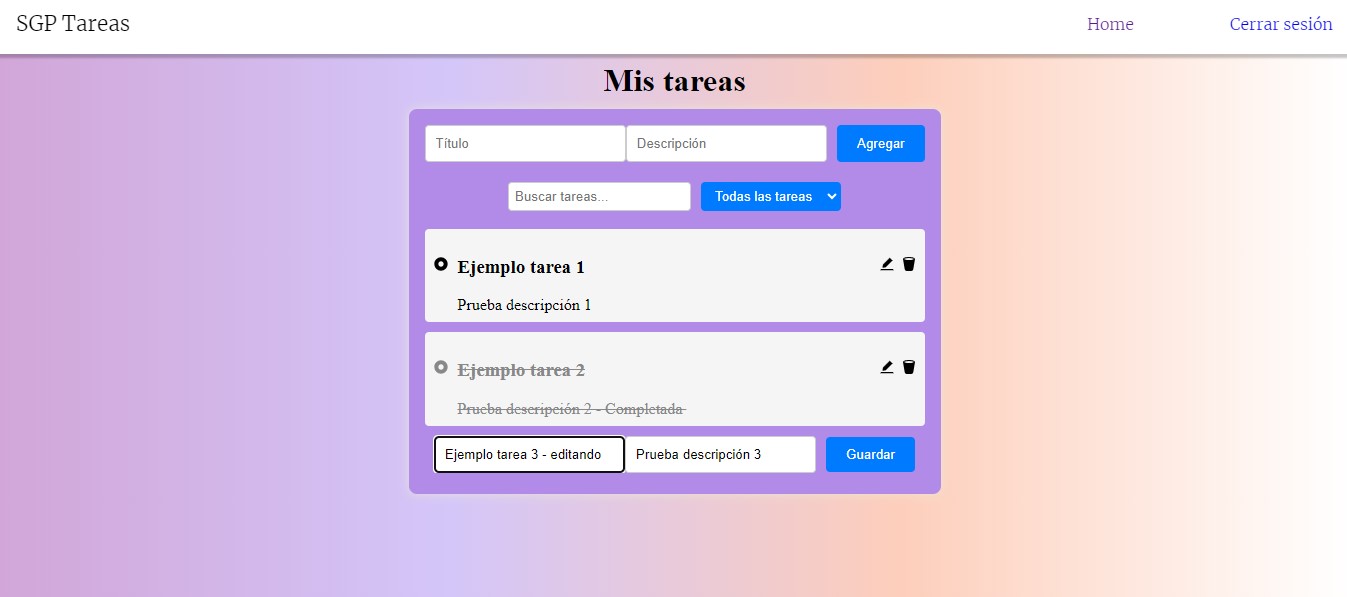 SGP Tareas
Home
Cerrar sesión
Mis tareas
Título
Descripción
Agregar
Buscar tareas...
Todas las tareas
Ejemplo tarea 1
Prueba descripción 1
Ejemplo tarea 2
Prueba descripción 2 - Completada
Ejemplo tarea 3 - editando
Prueba descripción 3
Guardar